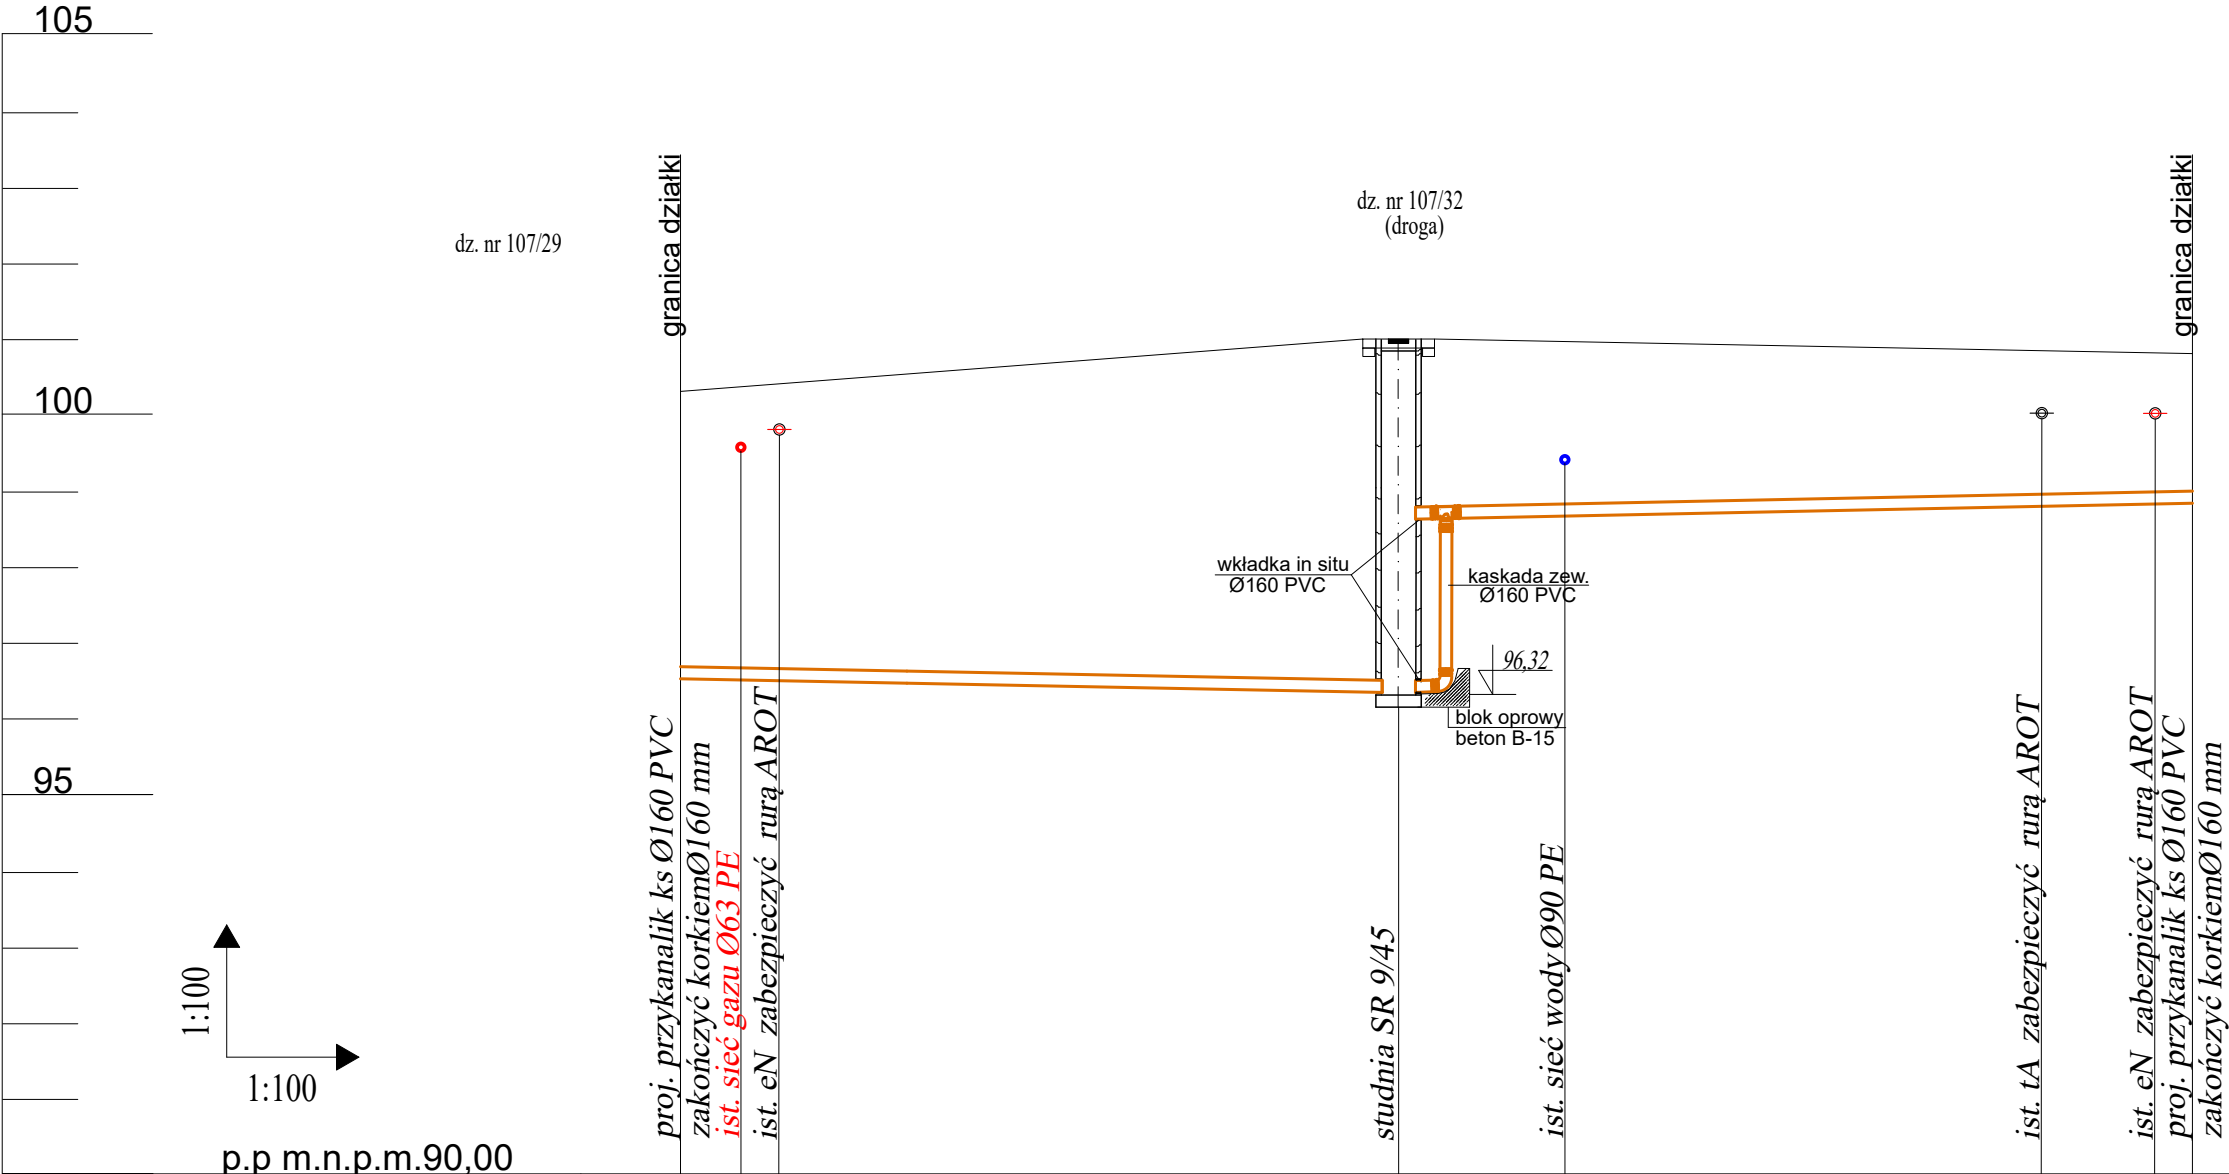 105
granica działki
granica działki
dz. nr 107/32
(droga)
dz. nr 107/29
100
wkładka in situ
Ø160 PVC
kaskada zew.
Ø160 PVC
96,32
blok oprowy
beton B-15
95
proj. przykanalik ks Ø160 PVC
zakończyć korkiemØ160 mm
ist. sieć gazu Ø63 PE
ist. eN zabezpieczyć rurą AROT
studnia SR 9/45
ist. sieć wody Ø90 PE
ist. tA zabezpieczyć rurą AROT
ist. eN zabezpieczyć rurą AROT
proj. przykanalik ks Ø160 PVC
zakończyć korkiemØ160 mm
1:100
1:100
p.p m.n.p.m.90,00